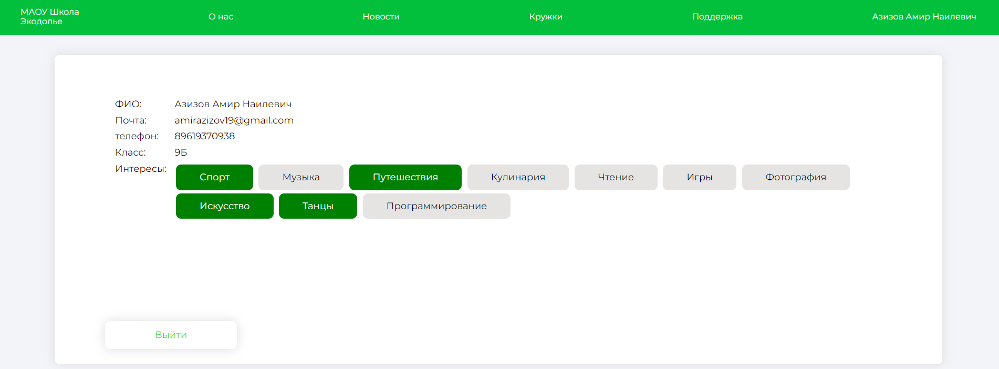 МАОУ Школа
Экодолье
О нас
Новости
Кружки
Поддержка
Азизов Амир Наилевич
ФИО: Азизов Амир Наилевич
Почта: amirazizov19@gmail.com
телефон: 89619370938
Класс: 9Б
Интересы: Спорт Музыка Путешествия Кулинария Чтение Игры Фотография
Искусство Танцы Программирование
Выйти